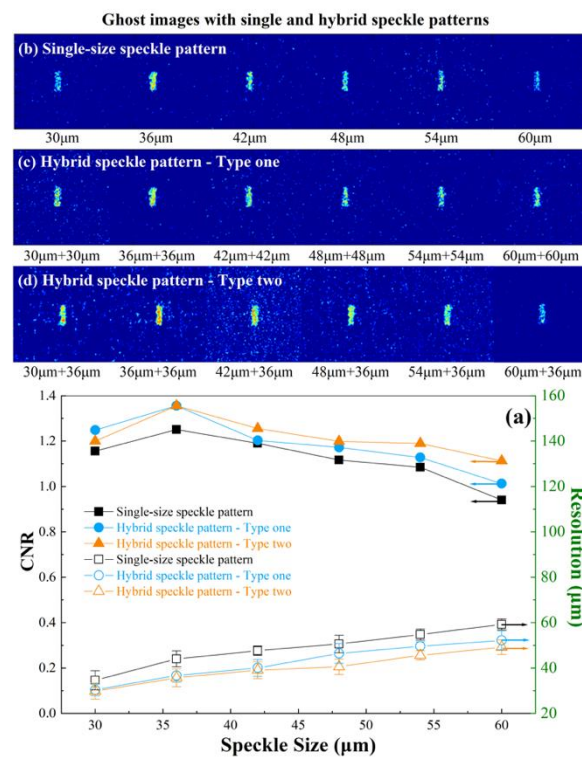 Ghost images with single and hybrid speckle patterns
(b) Single-size speckle pattern
30μm 36μm 42μm 48μm 54μm 60μm
(c) Hybrid speckle pattern - Type one
30μm+30μm 36μm+36μm 42μm+42μm 48μm+48μm 54μm+54μm 60μm+60μm
(d) Hybrid speckle pattern - Type two
30μm+36μm 36μm+36μm 42μm+36μm 48μm+36μm 54μm+36μm 60μm+36μm
(a)
1.4 160
1.2 140
1.0 120
0.8 100
0.6 80
0.4 60
0.2 40
0.0 20
CNR
Resolution (μm)
Single-size speckle pattern
Hybrid speckle pattern - Type one
Hybrid speckle pattern - Type two
Single-size speckle pattern
Hybrid speckle pattern - Type one
Hybrid speckle pattern - Type two
30 35 40 45 50 55 60
Speckle Size (μm)